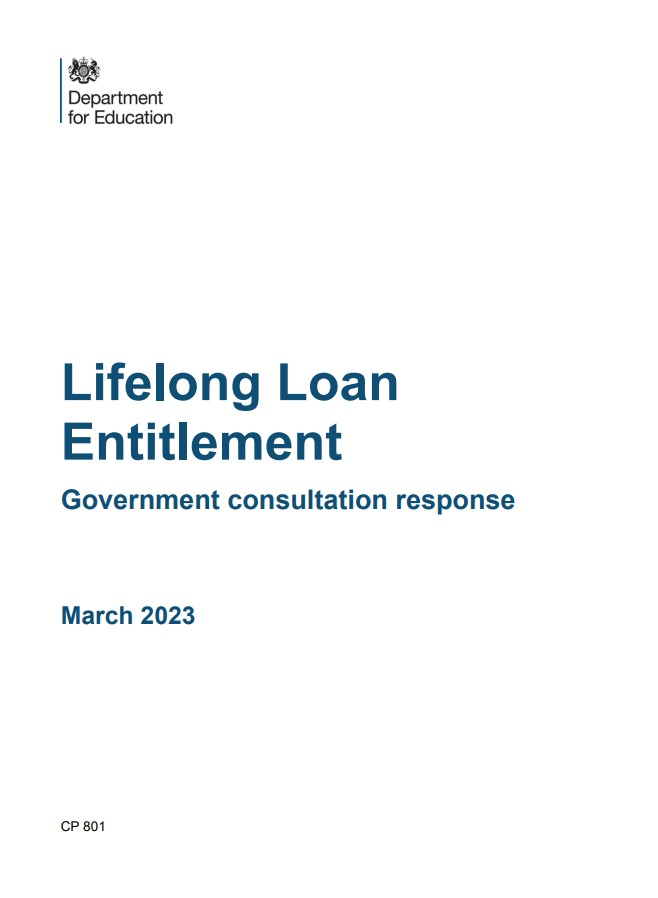 Department
for Education
Lifelong Loan
Entitlement
Government consultation response
March 2023
CP 801